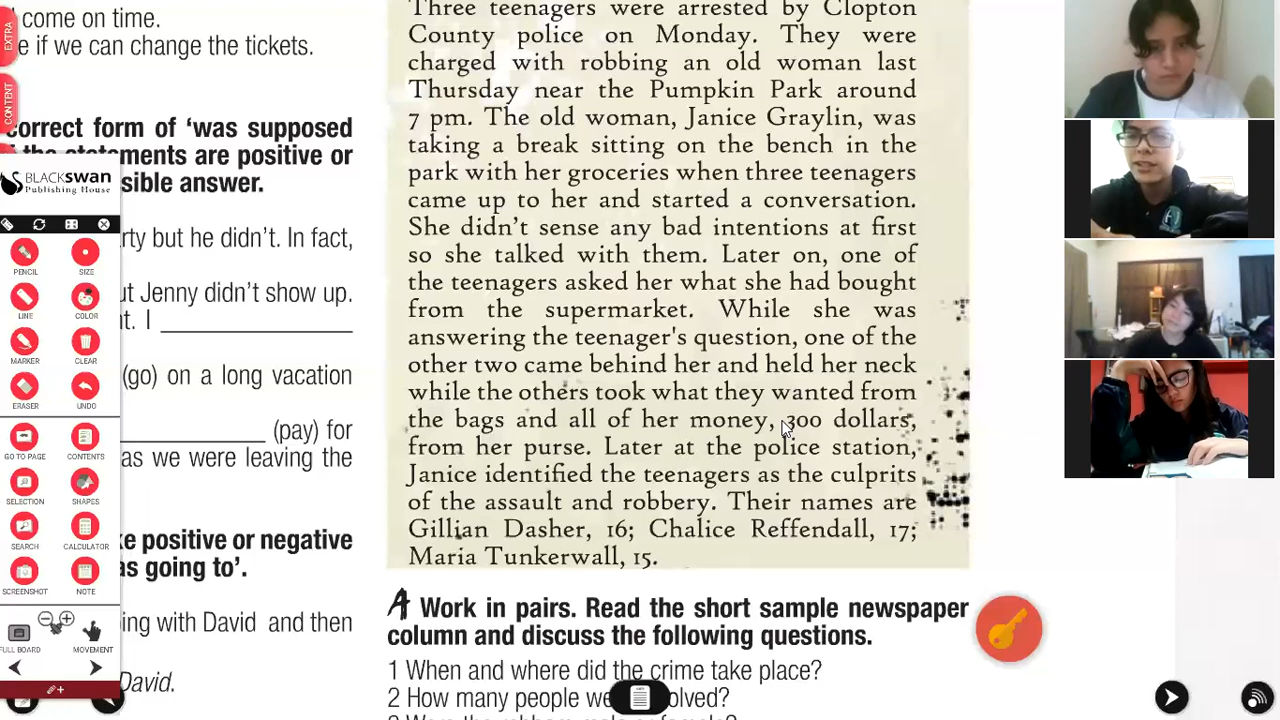 come on time.
e if we can change the tickets.
correct form of ‘was supposed
the statements are positive or
sible answer.
rty but he didn’t. In fact,
ut Jenny didn’t show up.
t. I ____________
(go) on a long vacation
____________ (pay) for
as we were leaving the
ke positive or negative
as going to’.
ing with David and then
David.
EXTRA
CONTENT
BLACKSWAN
Publishing House
PENCIL
SIZE
LINE
COLOR
MARKER
CLEAR
ERASER
UNDO
GO TO PAGE
CONTENTS
SELECTION
SHAPES
SEARCH
CALCULATOR
SCREENSHOT
NOTE
FULL BOARD
MOVEMENT
Three teenagers were arrested by Clopton
County police on Monday. They were
charged with robbing an old woman last
Thursday near the Pumpkin Park around
7 pm. The old woman, Janice Graylin, was
taking a break sitting on the bench in the
park with her groceries when three teenagers
came up to her and started a conversation.
She didn’t sense any bad intentions at first
so she talked with them. Later on, one of
the teenagers asked her what she had bought
from the supermarket. While she was
answering the teenager's question, one of the
other two came behind her and held her neck
while the others took what they wanted from
the bags and all of her money, 300 dollars,
from her purse. Later at the police station,
Janice identified the teenagers as the culprits
of the assault and robbery. Their names are
Gillian Dasher, 16; Chalice Reffendall, 17;
Maria Tunkerwall, 15.
A Work in pairs. Read the short sample newspaper
column and discuss the following questions.
1 When and where did the crime take place?
2 How many people we olved?